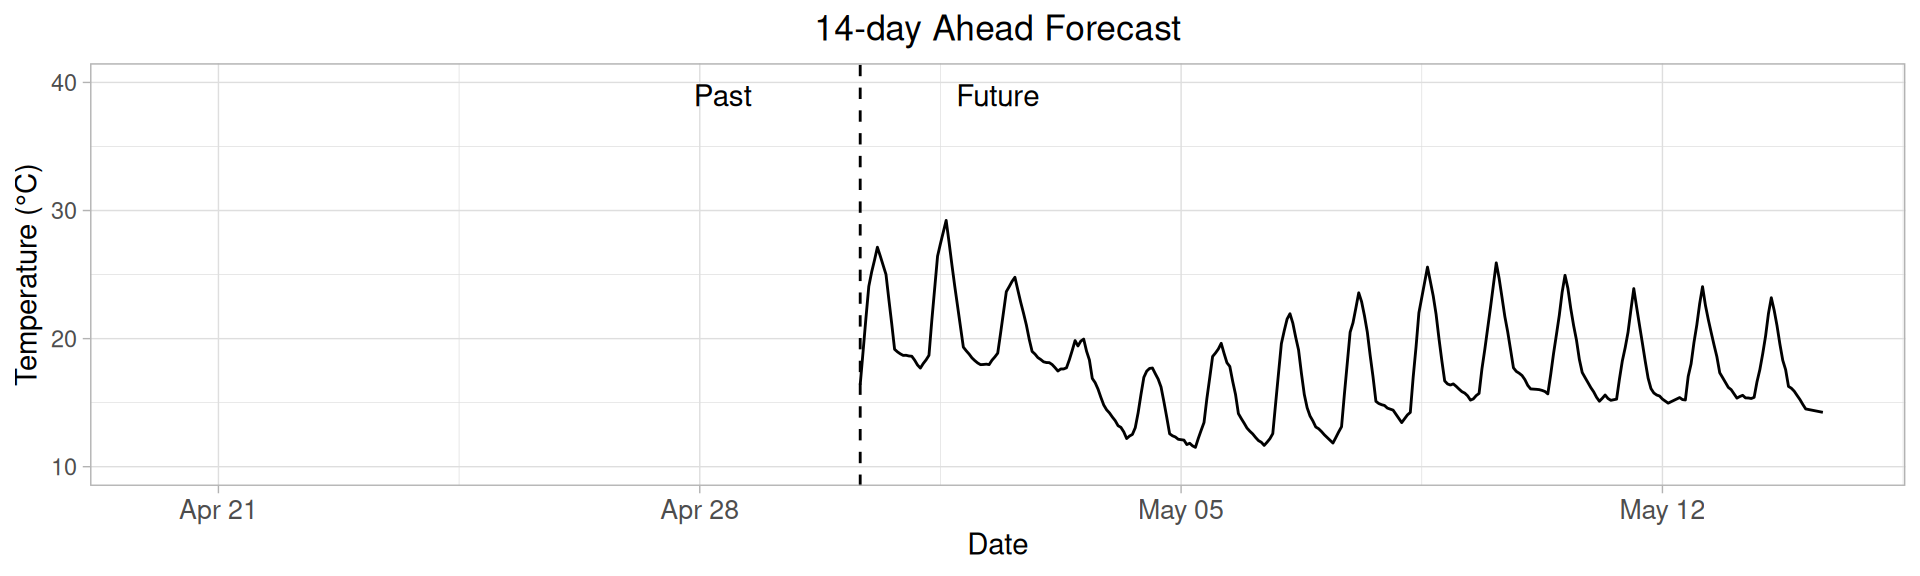 14-day Ahead Forecast
Past
Future
40
30
20
10
Temperature (°C)
Apr 21
Apr 28
May 05
May 12
Date